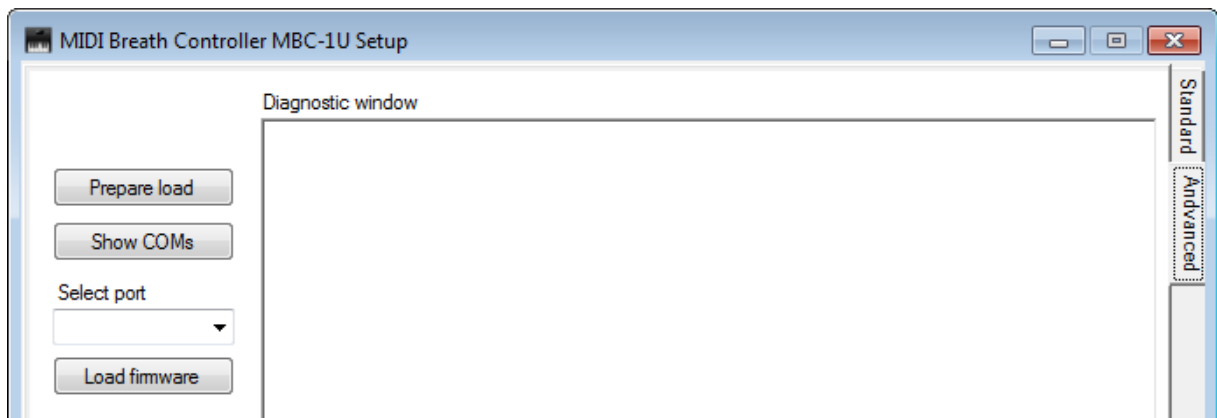 MIDI Breath Controller MBC-1U Setup
Diagnostic window
Standard
Andvanced
Prepare load
Show COMs
Select port
Load firmware